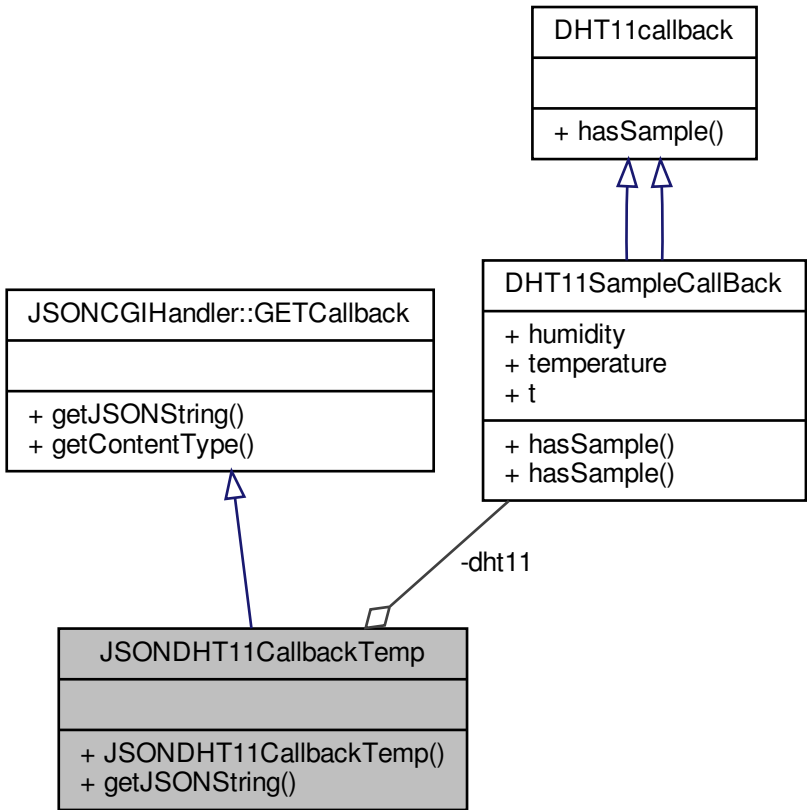 DHT11callback
+ hasSample()
DHT11SampleCallBack
+ humidity
+ temperature
+ t
+ hasSample()
+ hasSample()
JSONCGIHandler::GETCallback
+ getJSONString()
+ getContentType()
-dht11
JSONDHT11CallbackTemp
+ JSONDHT11CallbackTemp()
+ getJSONString()